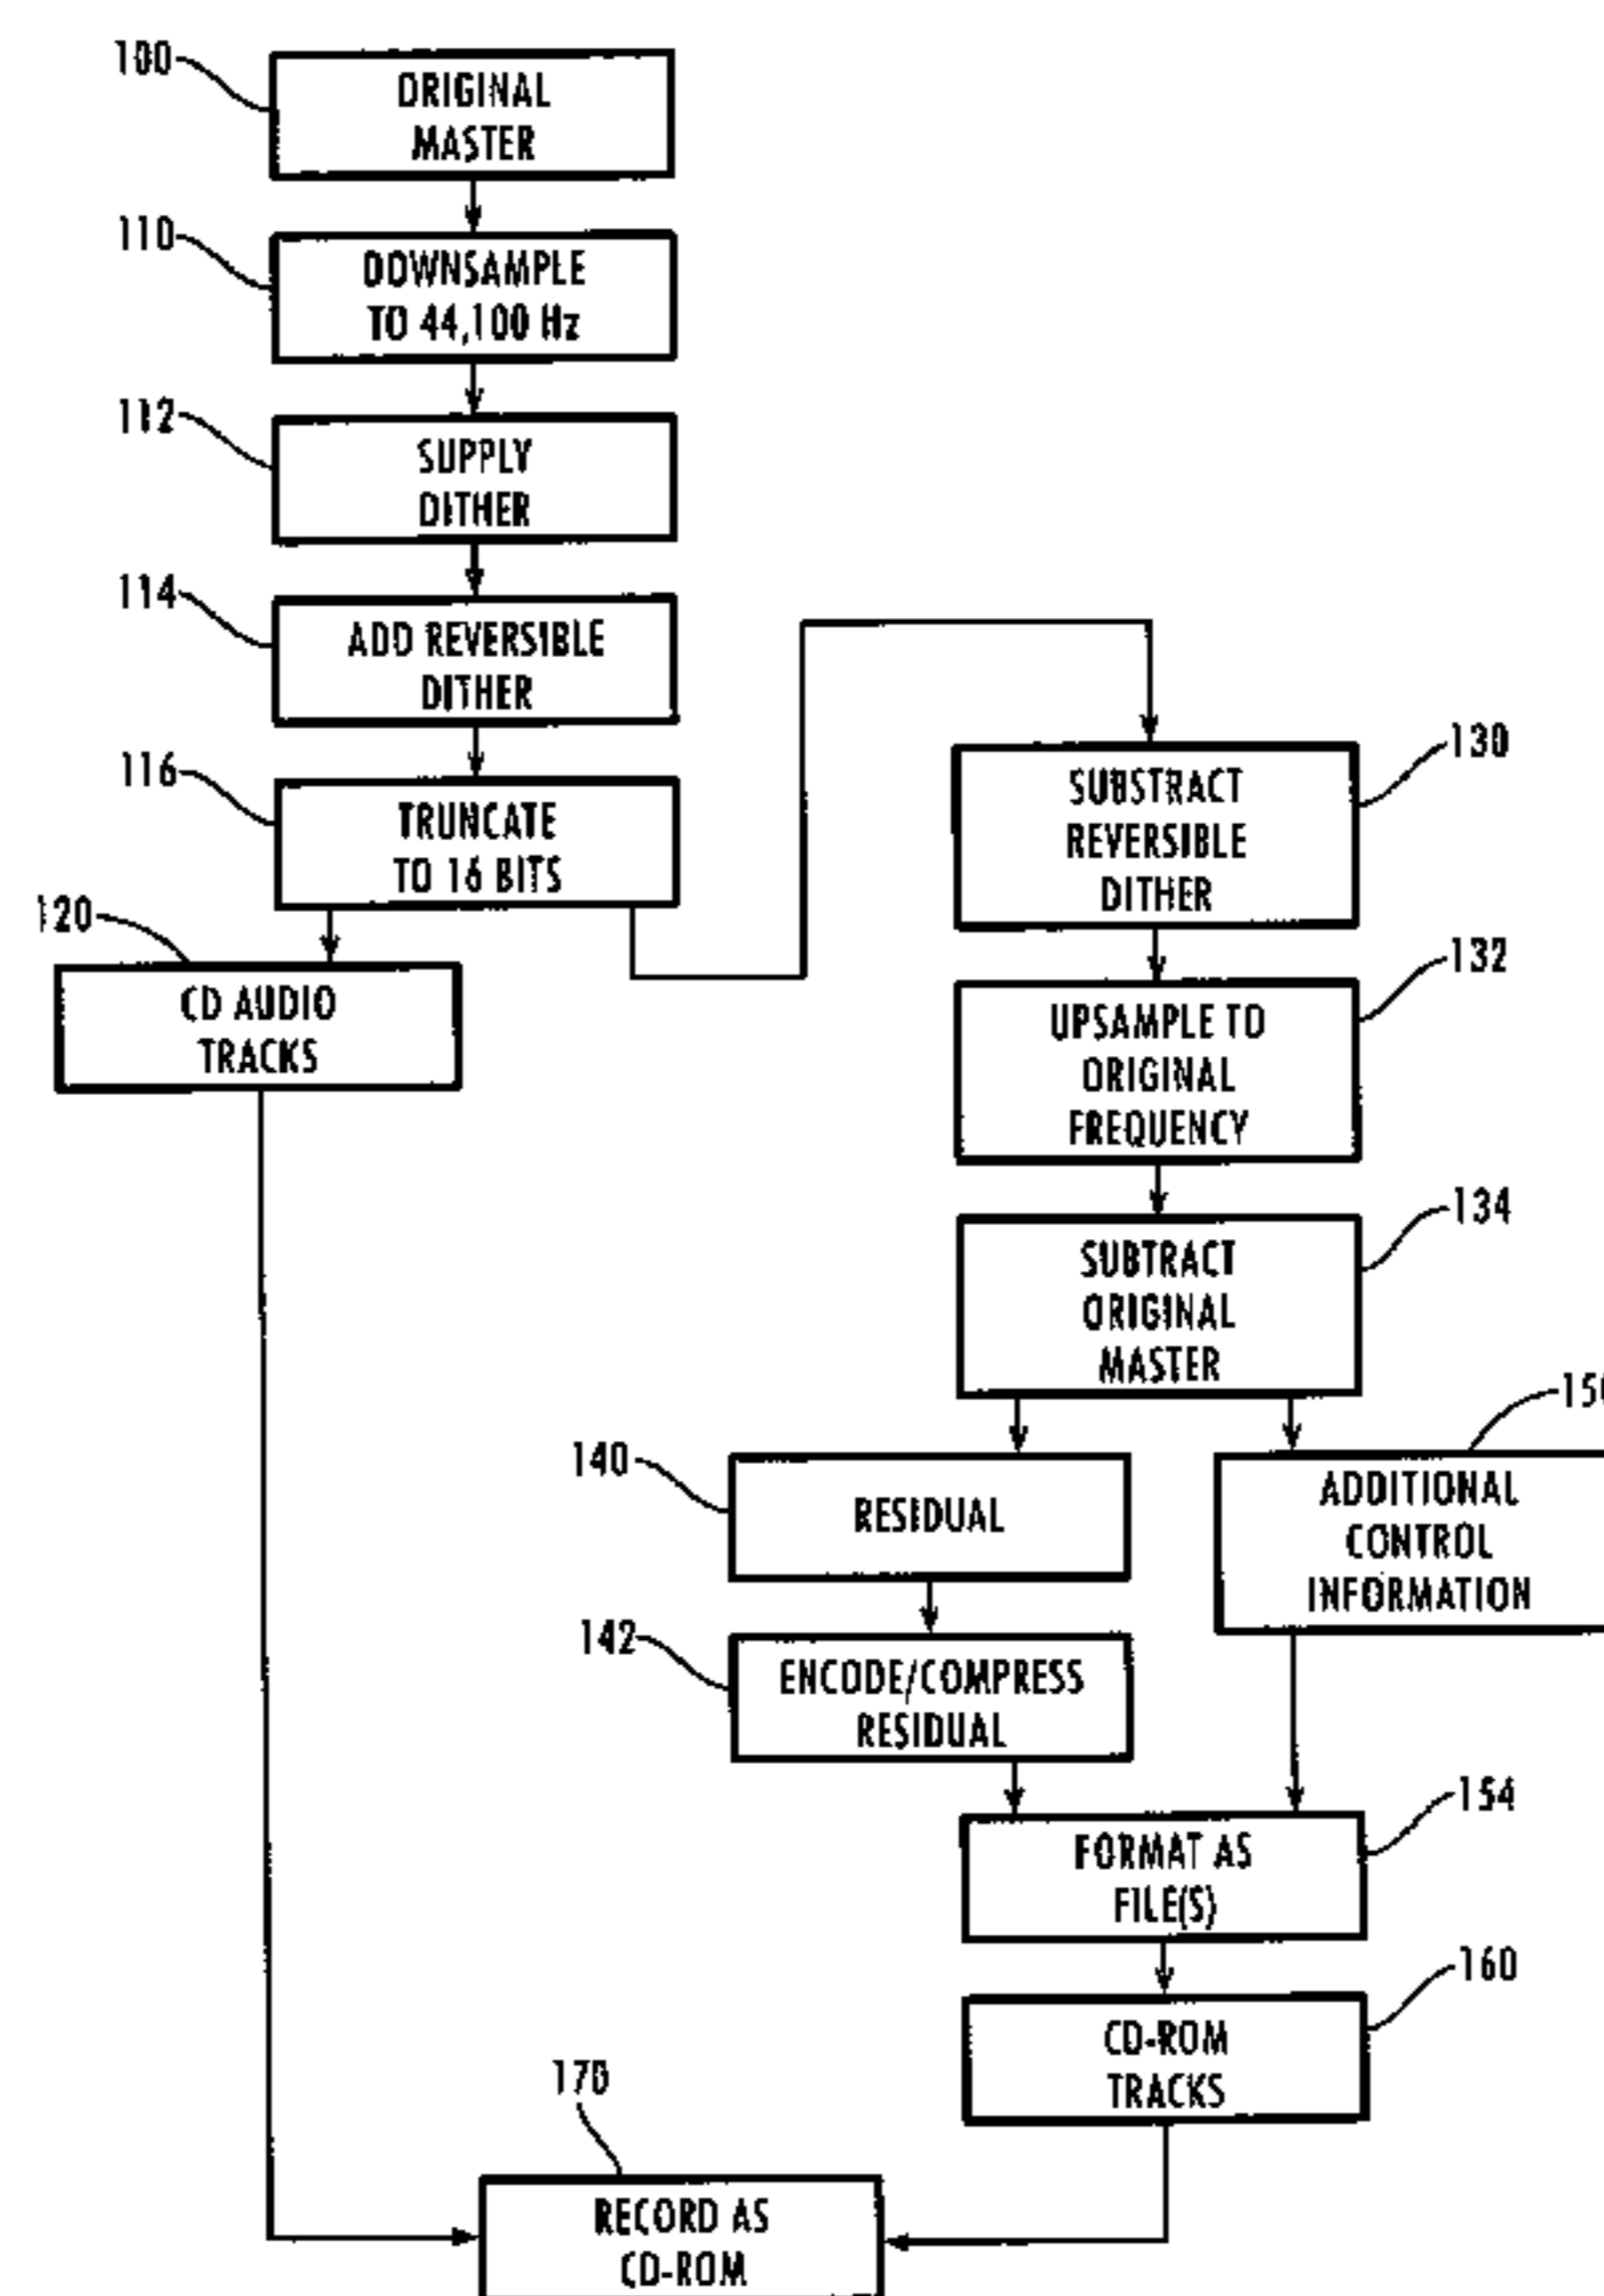 100
ORIGINAL
MASTER
110
DOWNSAMPLE
TO 44,100 Hz
112
SUPPLY
DITHER
114
ADD REVERSIBLE
DITHER
116
TRUNCATE
TO 16 BITS
120
CD AUDIO
TRACKS
130
SUBSTRACT
REVERSIBLE
DITHER
132
UPSAMPLE TO
ORIGINAL
FREQUENCY
134
SUBTRACT
ORIGINAL
MASTER
140
RESIDUAL
150
ADDITIONAL
CONTROL
INFORMATION
142
ENCODE/COMPRESS
RESIDUAL
154
FORMAT AS
FILE(S)
160
CD-ROM
TRACKS
170
RECORD AS
CD-ROM